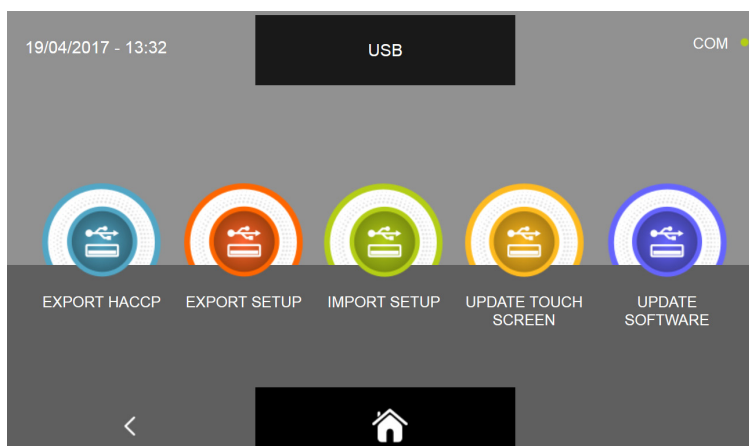 19/04/2017 - 13:32
USB
COM
EXPORT HACCP
EXPORT SETUP
IMPORT SETUP
UPDATE TOUCH
SCREEN
UPDATE
SOFTWARE